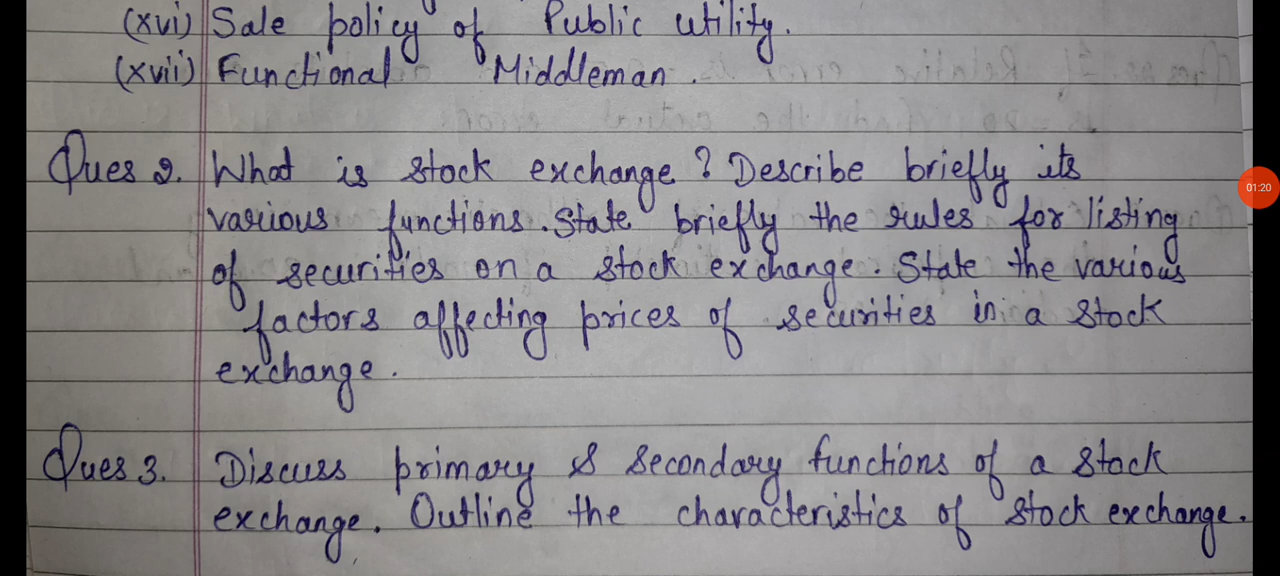 (xvi) Sale policy of Public utility.
(xvii) Functional Middleman.
Ques 2. What is stock exchange? Describe briefly its
various functions. State briefly the rules for listing
of securities on a stock exchange. State the various
factors affecting prices of securities in a stock
exchange.
Ques 3. Discuss primary & secondary functions of a stock
exchange. Outline the characteristics of stock exchange.
01:20